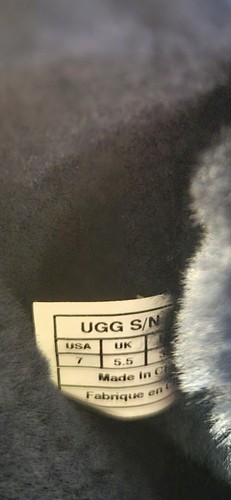 UGG S/N
USA UK
7 5.5
Made In
Fabrique en